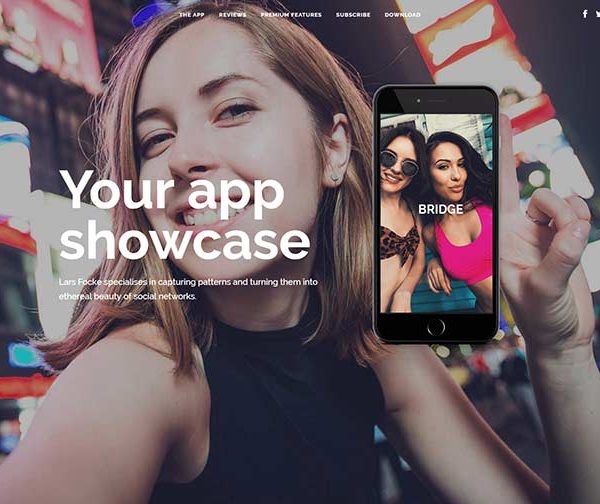 THE APP REVIEWS PREMIUM FEATURES SUBSCRIBE DOWNLOAD
Your app
showcase
BRIDGE
Lars Focke specialises in capturing patterns and turning them into
ethereal beauty of social networks.